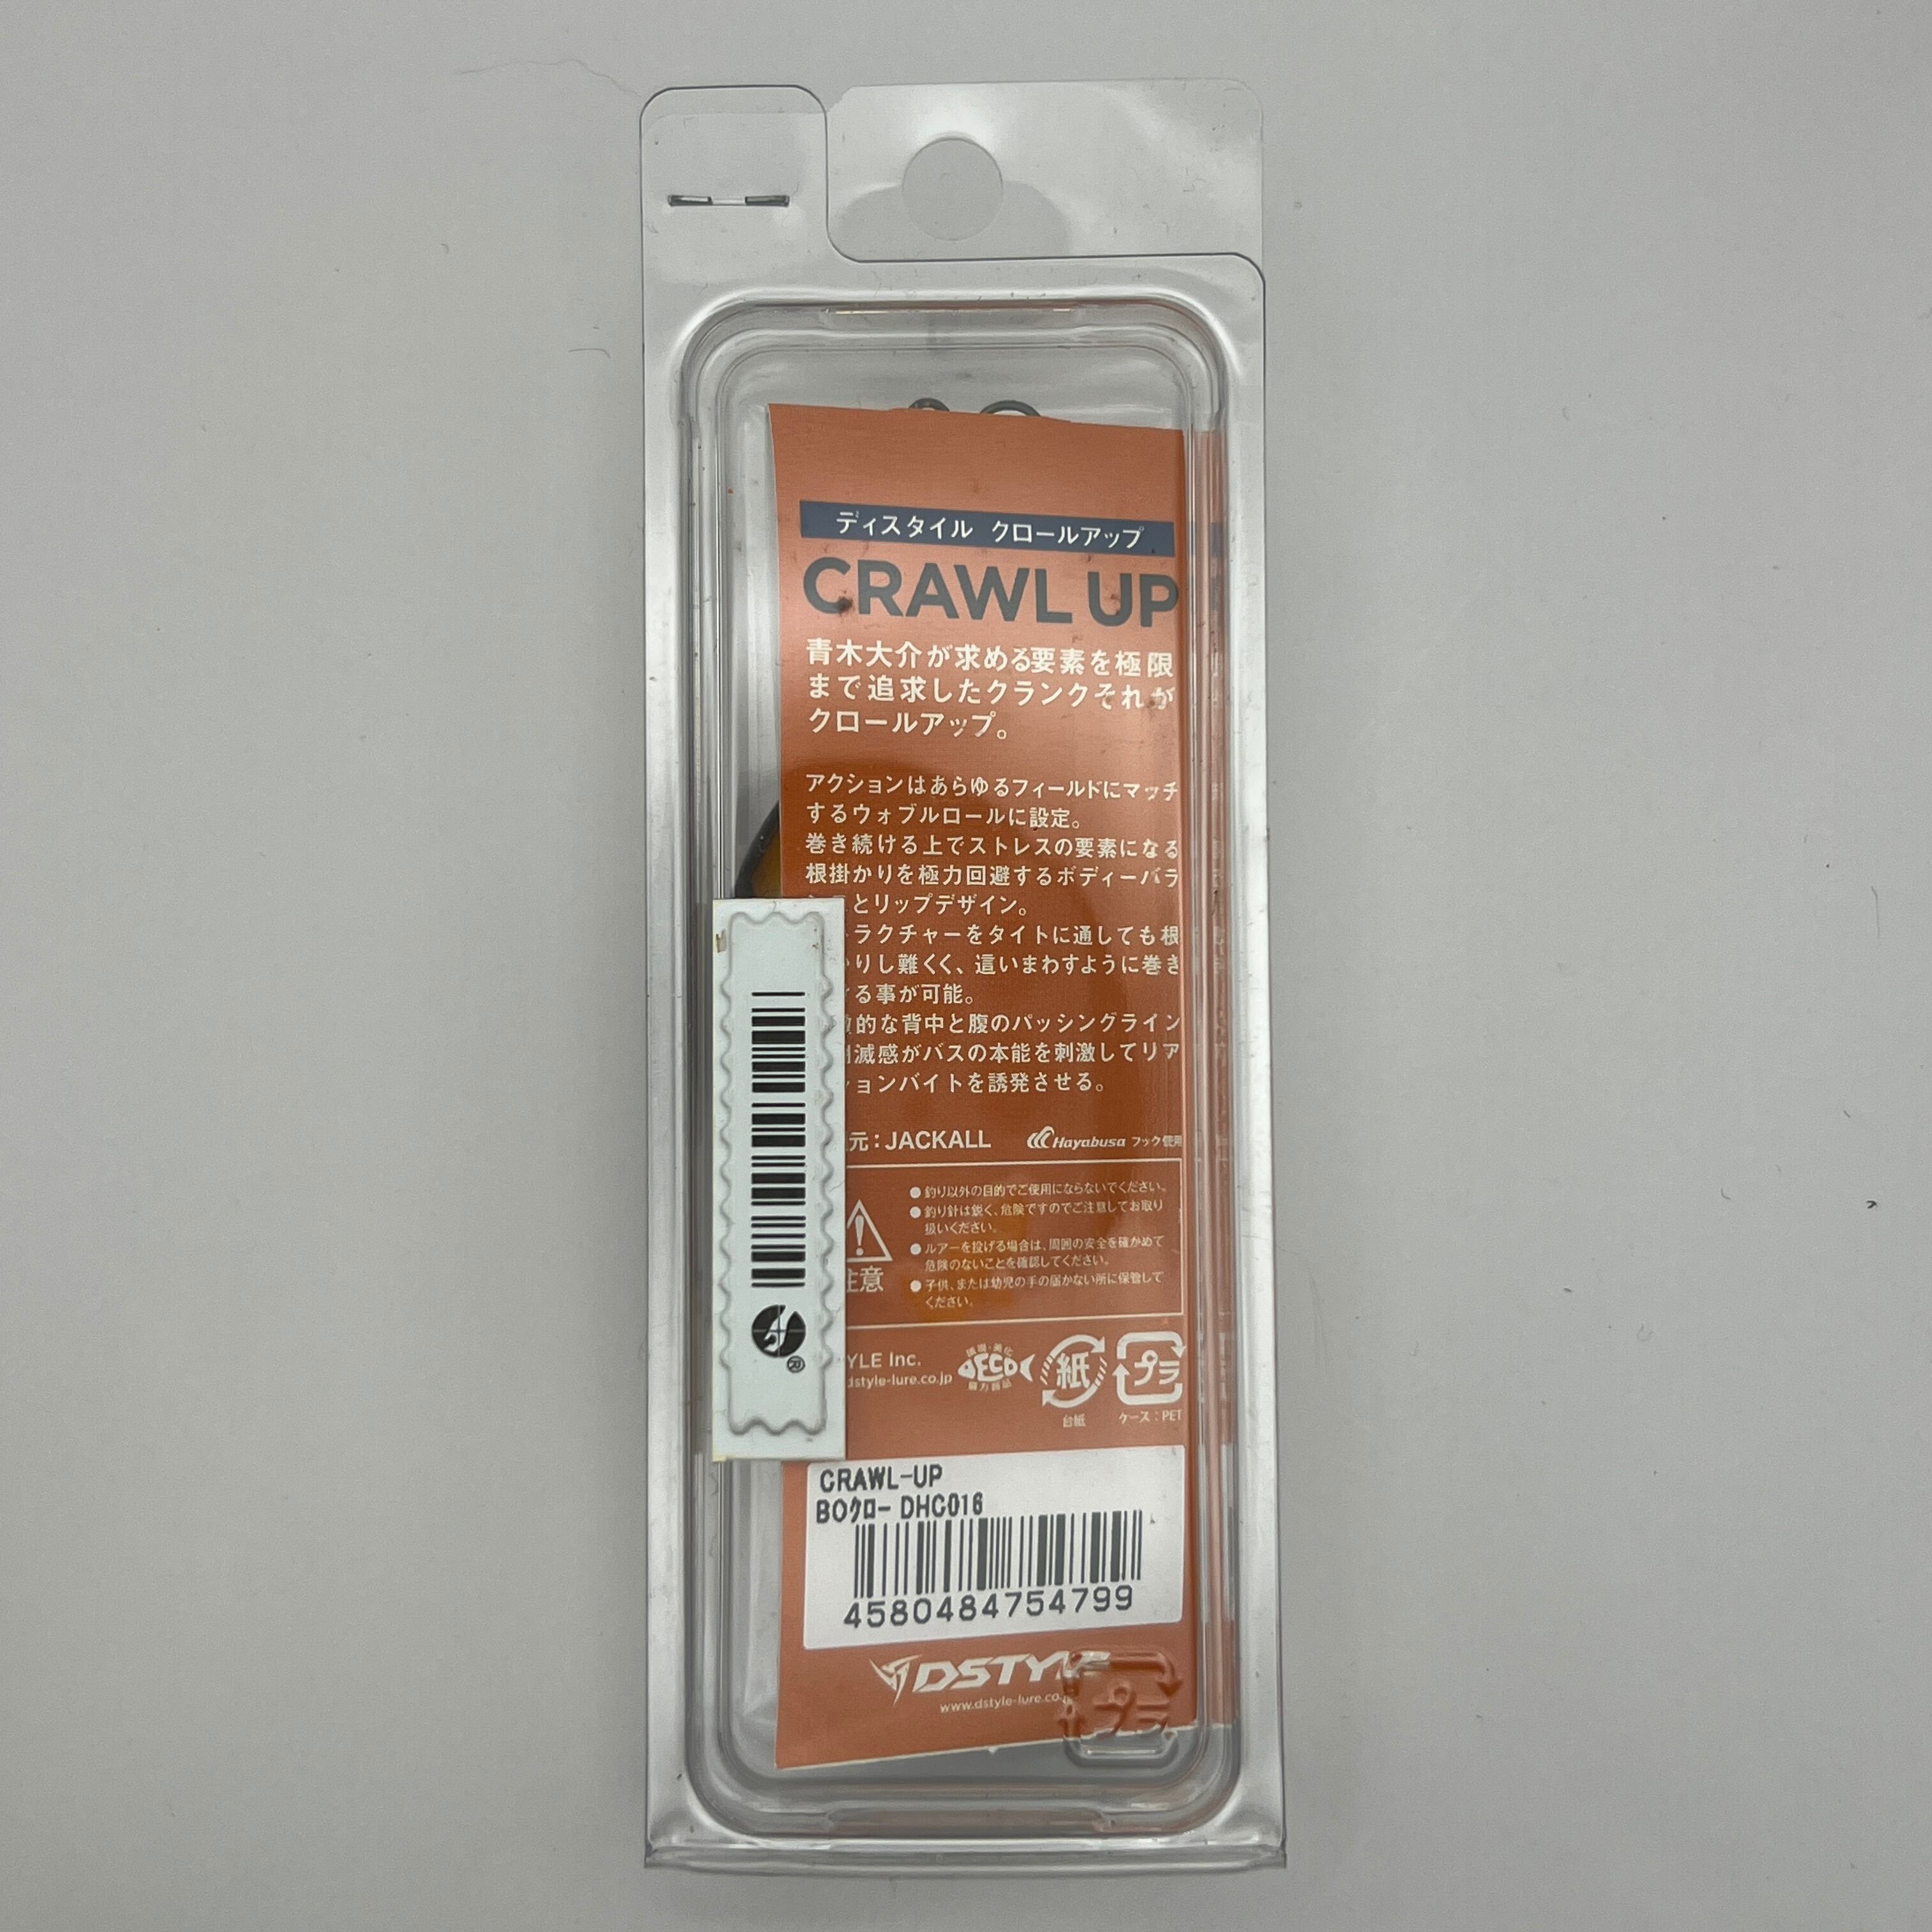 ディスタイル クロールアップ
CRAWL UP
青木大介が求める要素を極限
まで追求したクランクそれが
クロールアップ。
アクションはあらゆるフィールドにマッチ
するウォブルロールに設定。
巻き続ける上でストレスの要素になる
根掛かりを極力回避するボディーバラ
とリップデザイン。
ラクチャーをタイトに通しても根
りし難くく、這いまわすように巻き
る事が可能。
的な背中と腹のパッシングライン
滅感がバスの本能を刺激してリア
ョンバイトを誘発させる。
元：JACKALL Hayabusa フック使用
注意
●釣り以外の目的でご使用にならないでください。
●釣り針は鋭く、危険ですのでご注意してお取り
扱いください。
●ルアーを投げる場合は、周囲の安全を確かめて
危険のないことを確認してください。
●子供、または幼児の手の届かない所に保管して
ください。
YLE Inc.
dstyle-lure.co.jp
環境・美化
ECO
協力商品
紙
台紙
プラ
ケース：PET
CRAWL-UP
BOクロー DHC016
4580484754799
DSTYLE
www.dstyle-lure.co.j
プラ
®